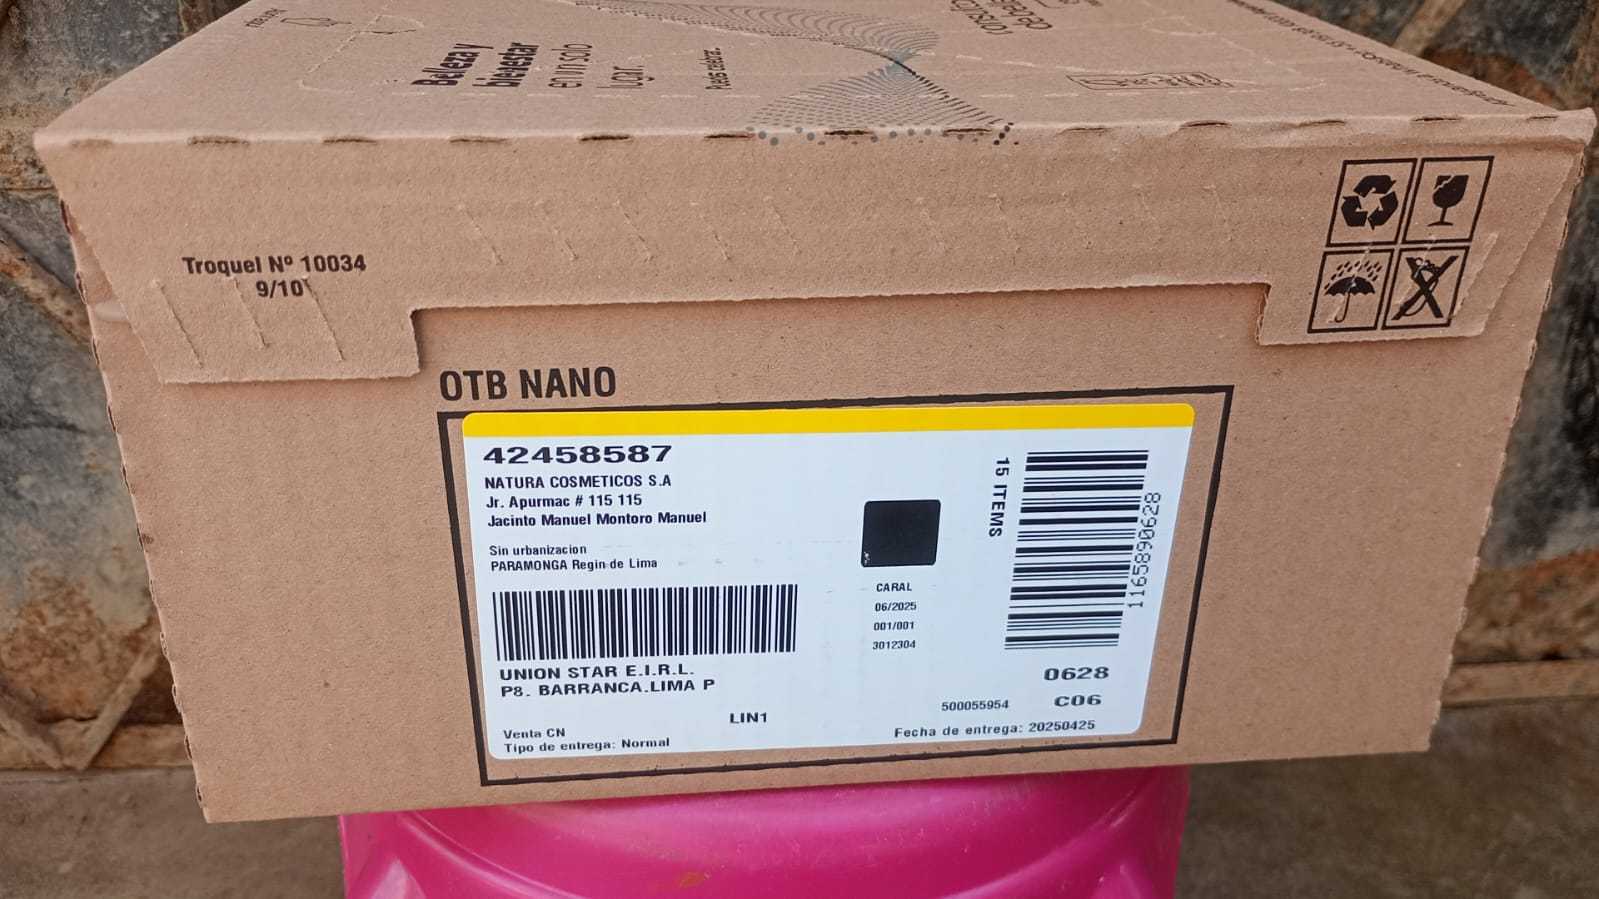 Belleza y
bienestar
en un solo
lugar.
Troquel Nº 10034
9/10
OTB NANO
42458587
NATURA COSMETICOS S.A
Jr. Apurmac # 115 115
Jacinto Manuel Montoro Manuel
Sin urbanizacion
PARAMONGA Regin de Lima
UNION STAR E.I.R.L.
P8. BARRANCA.LIMA P
LIN1
Venta CN
Tipo de entrega: Normal
CARAL
06/2025
001/001
3012304
15 ITEMS
1165890628
0628
500055954
C06
Fecha de entrega: 20250425